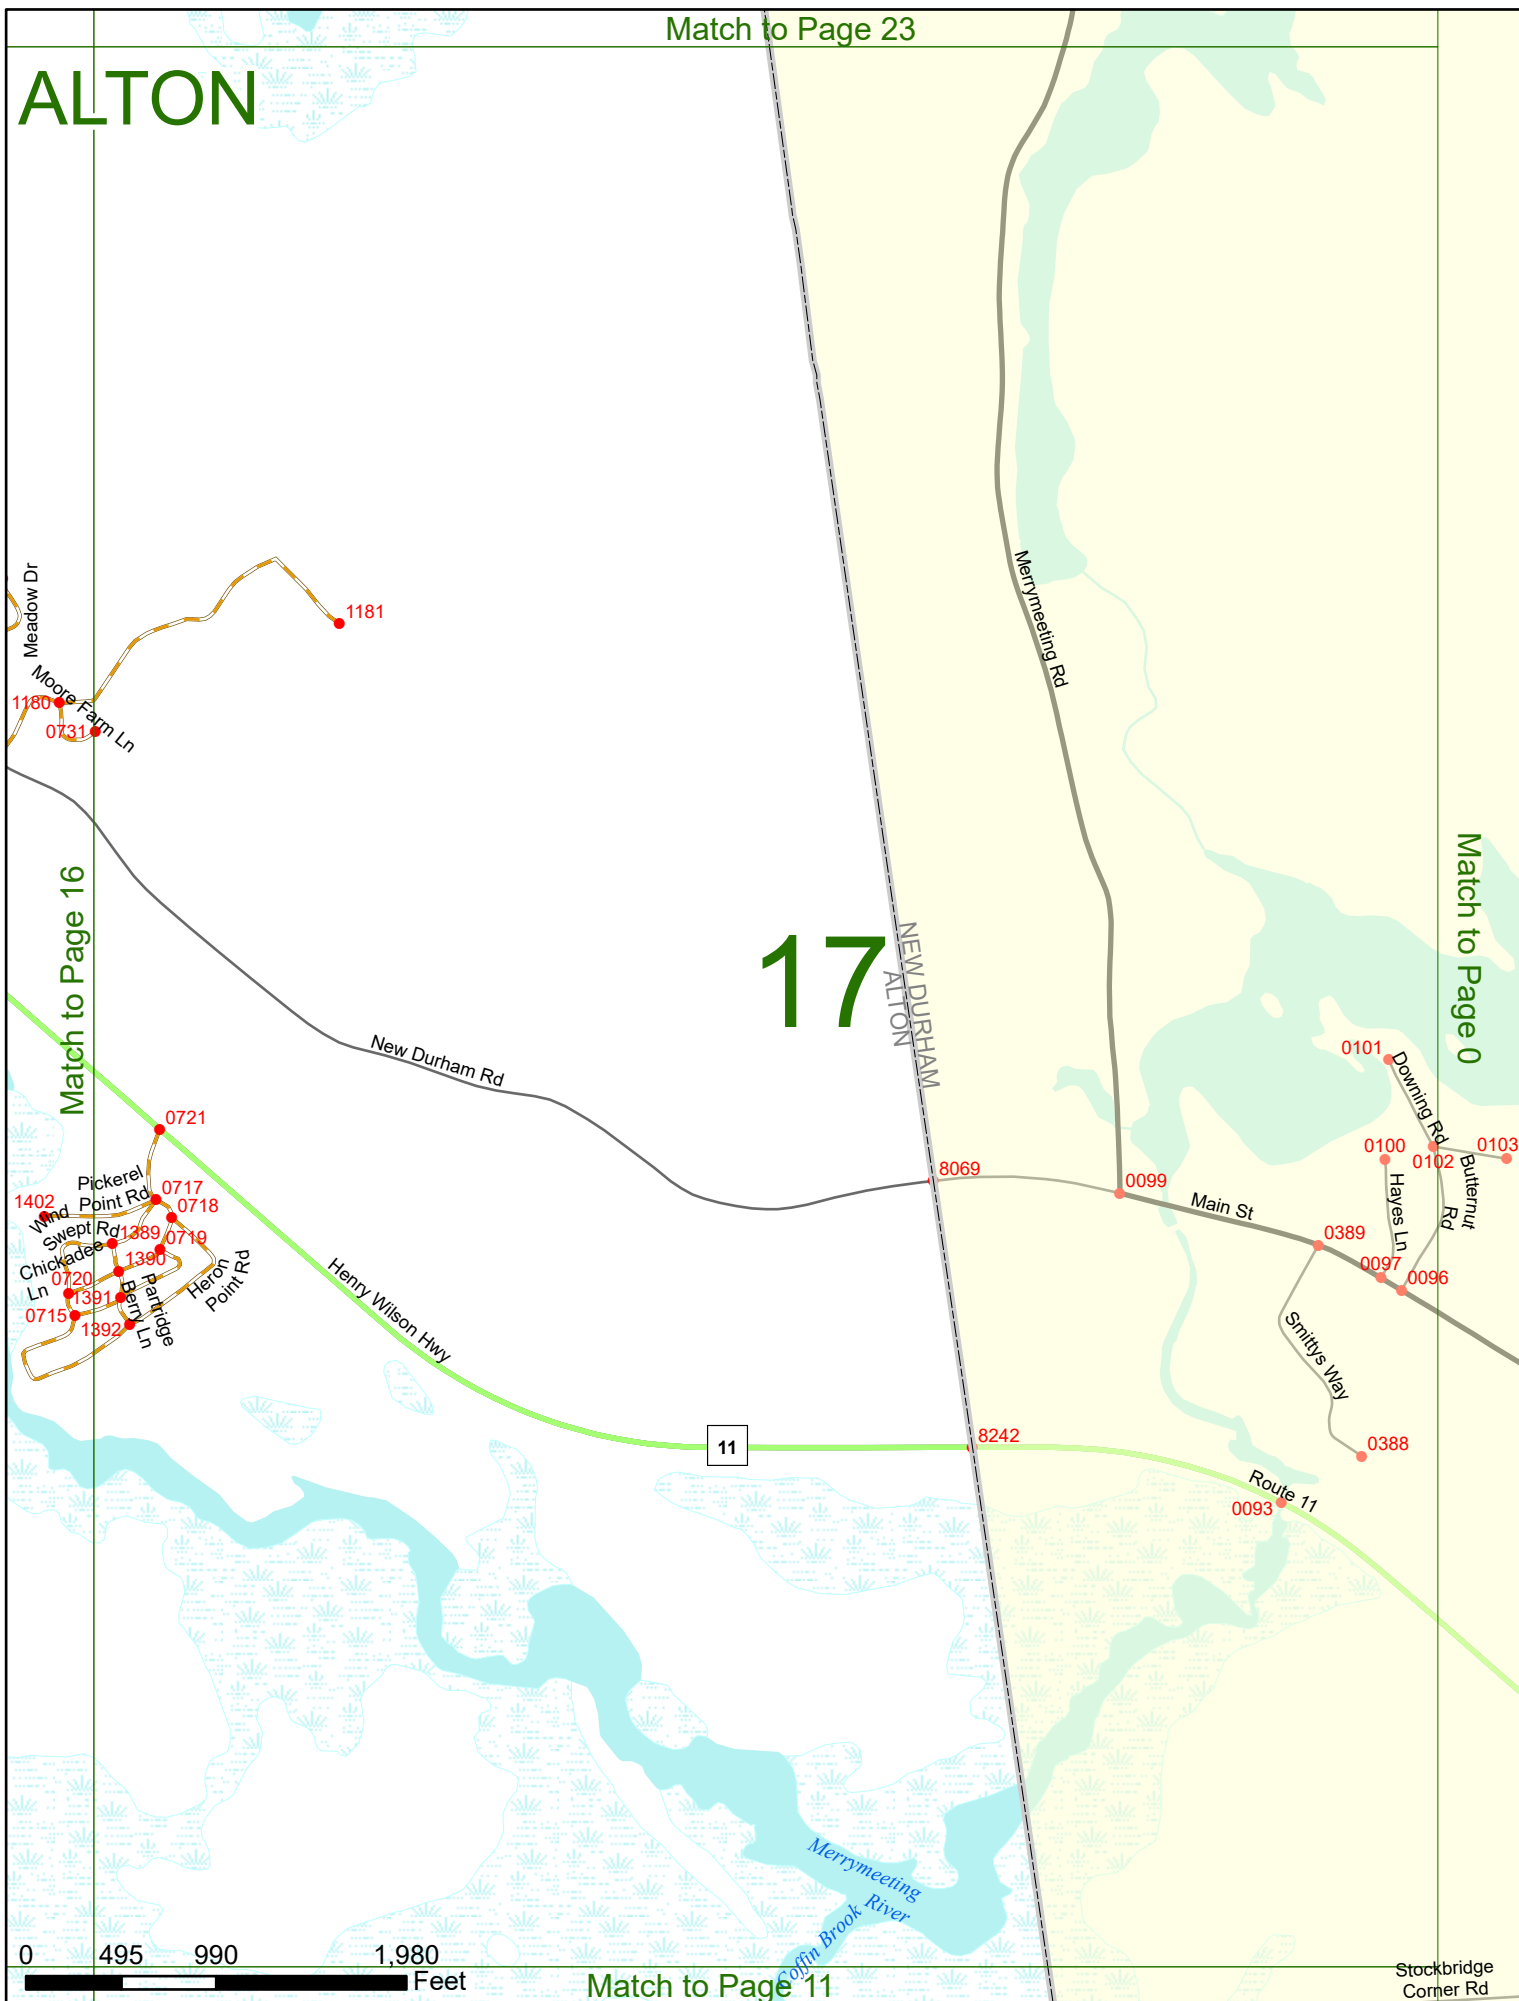 Match to Page 23
ALTON
Meadow Dr
1181
Moore Farm Ln
1180
0731
Match to Page 16
Match to Page 0
17
NEW DURHAM
ALTON
Merrymeeting Rd
New Durham Rd
0721
Pickerel
Point Rd
0717
1402
0718
Wind
Swept Rd
1389
0719
Chickadee
Ln
1390
0720
Heron
Point Rd
1391
Partridge
Berry Ln
0715
1392
Henry Wilson Hwy
8069
0099
Main St
0101
Downing Rd
0100
0102
0103
Butternut
Rd
Hayes Ln
0389
0097
0096
Smittys Way
0388
11
8242
Route 11
0093
Merrymeeting
River
Coffin Brook
0 495 990 1,980
Feet
Match to Page 11
Stockbridge
Corner Rd